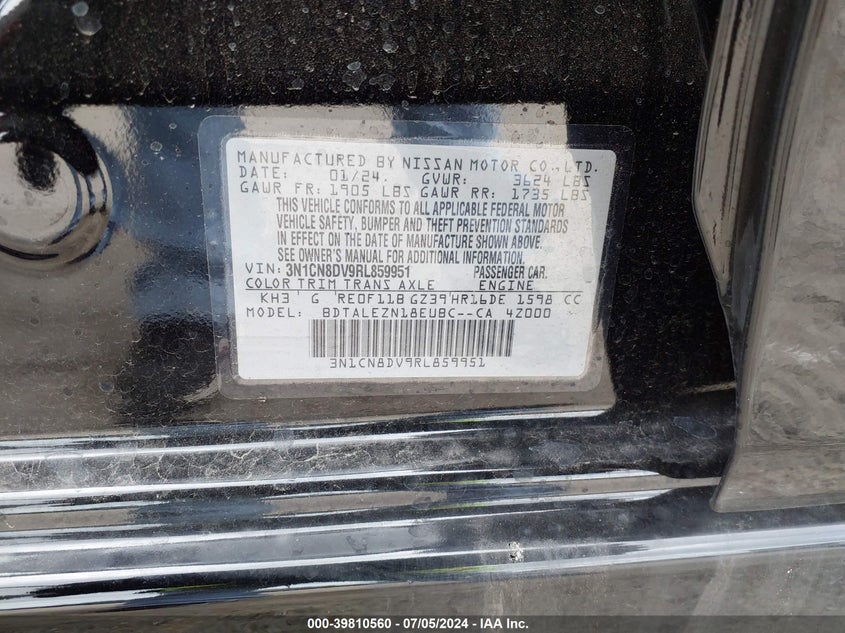 MANUFACTURED BY NISSAN MOTOR CO., LTD.
DATE: 01/24. GVWR: 3624 LBS
GAWR FR: 1905 LBS GAWR RR: 1735 LBS
THIS VEHICLE CONFORMS TO ALL APPLICABLE FEDERAL MOTOR
VEHICLE SAFETY, BUMPER AND THEFT PREVENTION STANDARDS
IN EFFECT ON THE DATE OF MANUFACTURE SHOWN ABOVE.
SEE OWNER'S MANUAL FOR ADDITIONAL INFORMATION.
VIN: 3N1CN8DV9RL859951 PASSENGER CAR.
COLOR TRIM TRANS AXLE ENGINE
KH3 G RE0F11B GZ39 HR16DE 1598 CC
MODEL: BDTALEZN18EUBC--CA 4Z000
3N1CN8DV9RL859951
000-39810560 - 07/05/2024 - © IAA Inc.